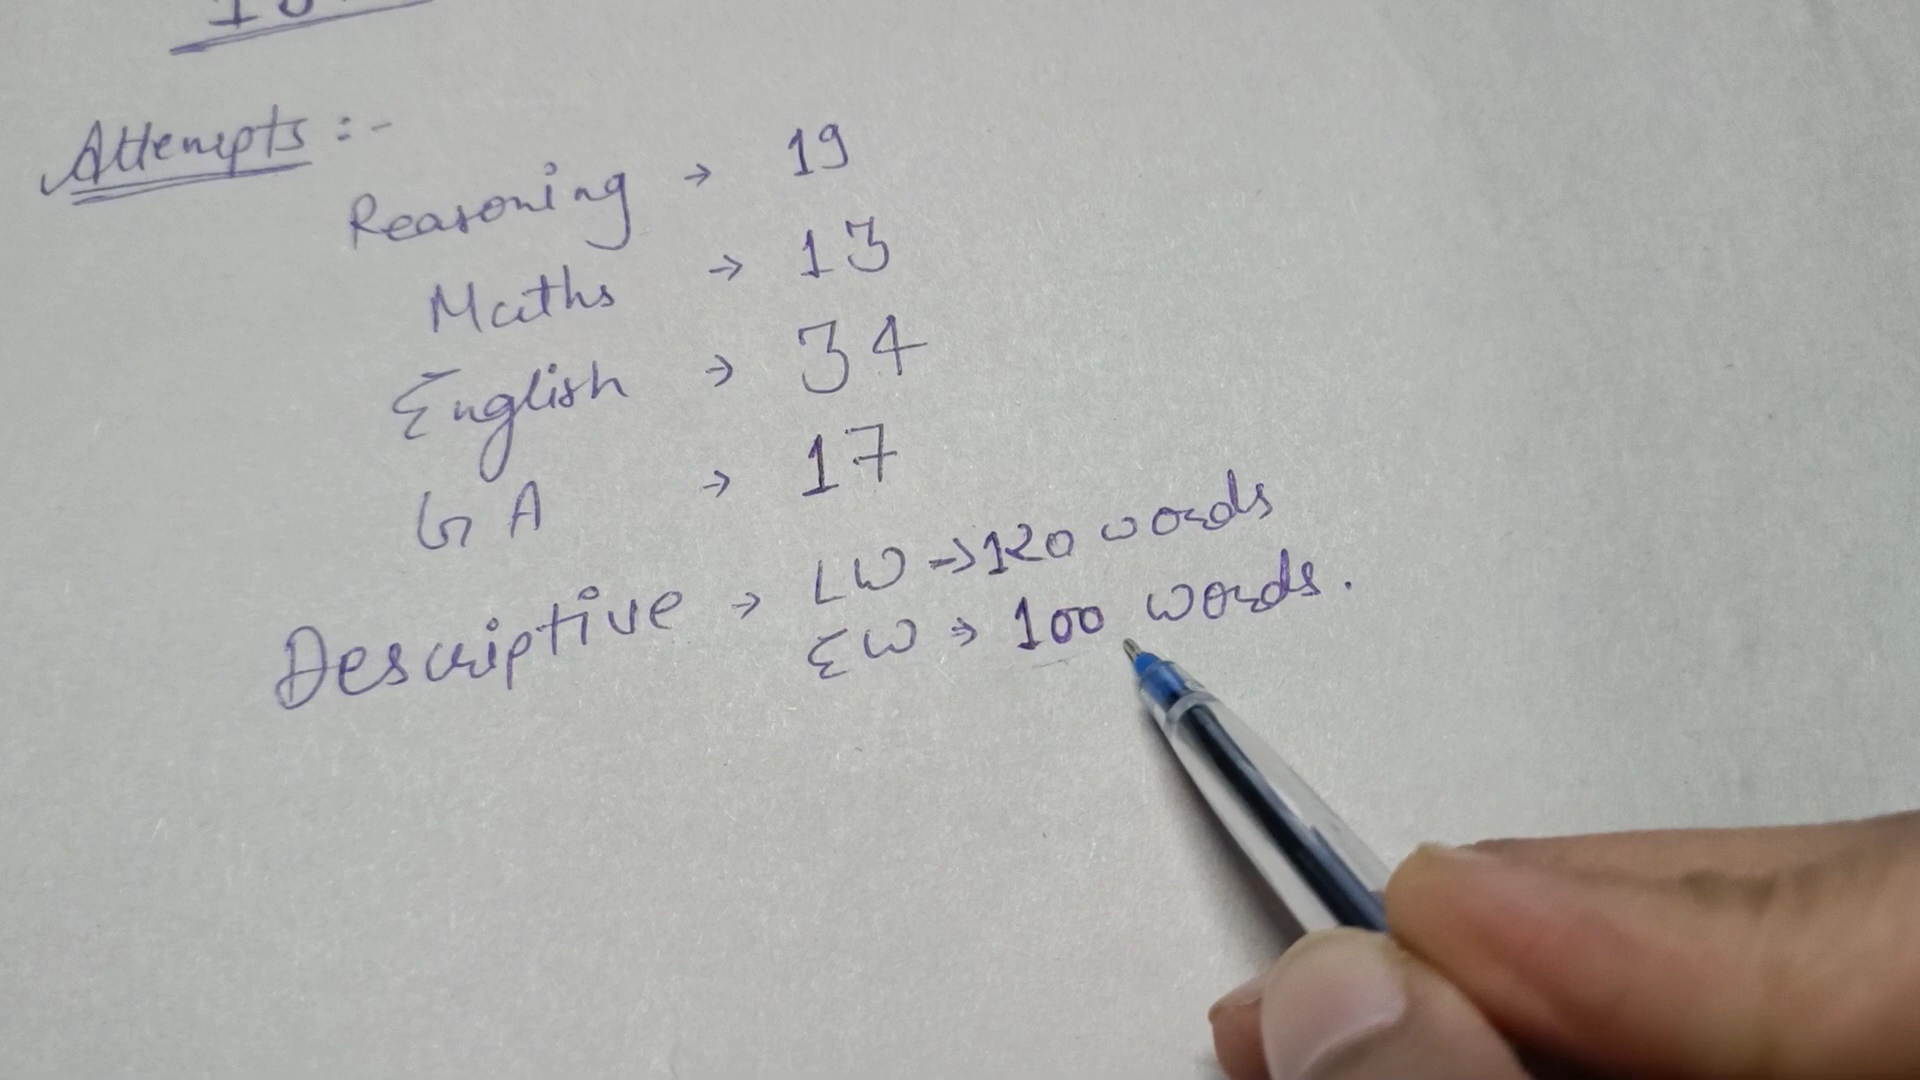 Attempts :-
Reasoning → 19
Maths → 13
English → 34
GA → 17
Descriptive → LW → 120 words
EW → 100 words.